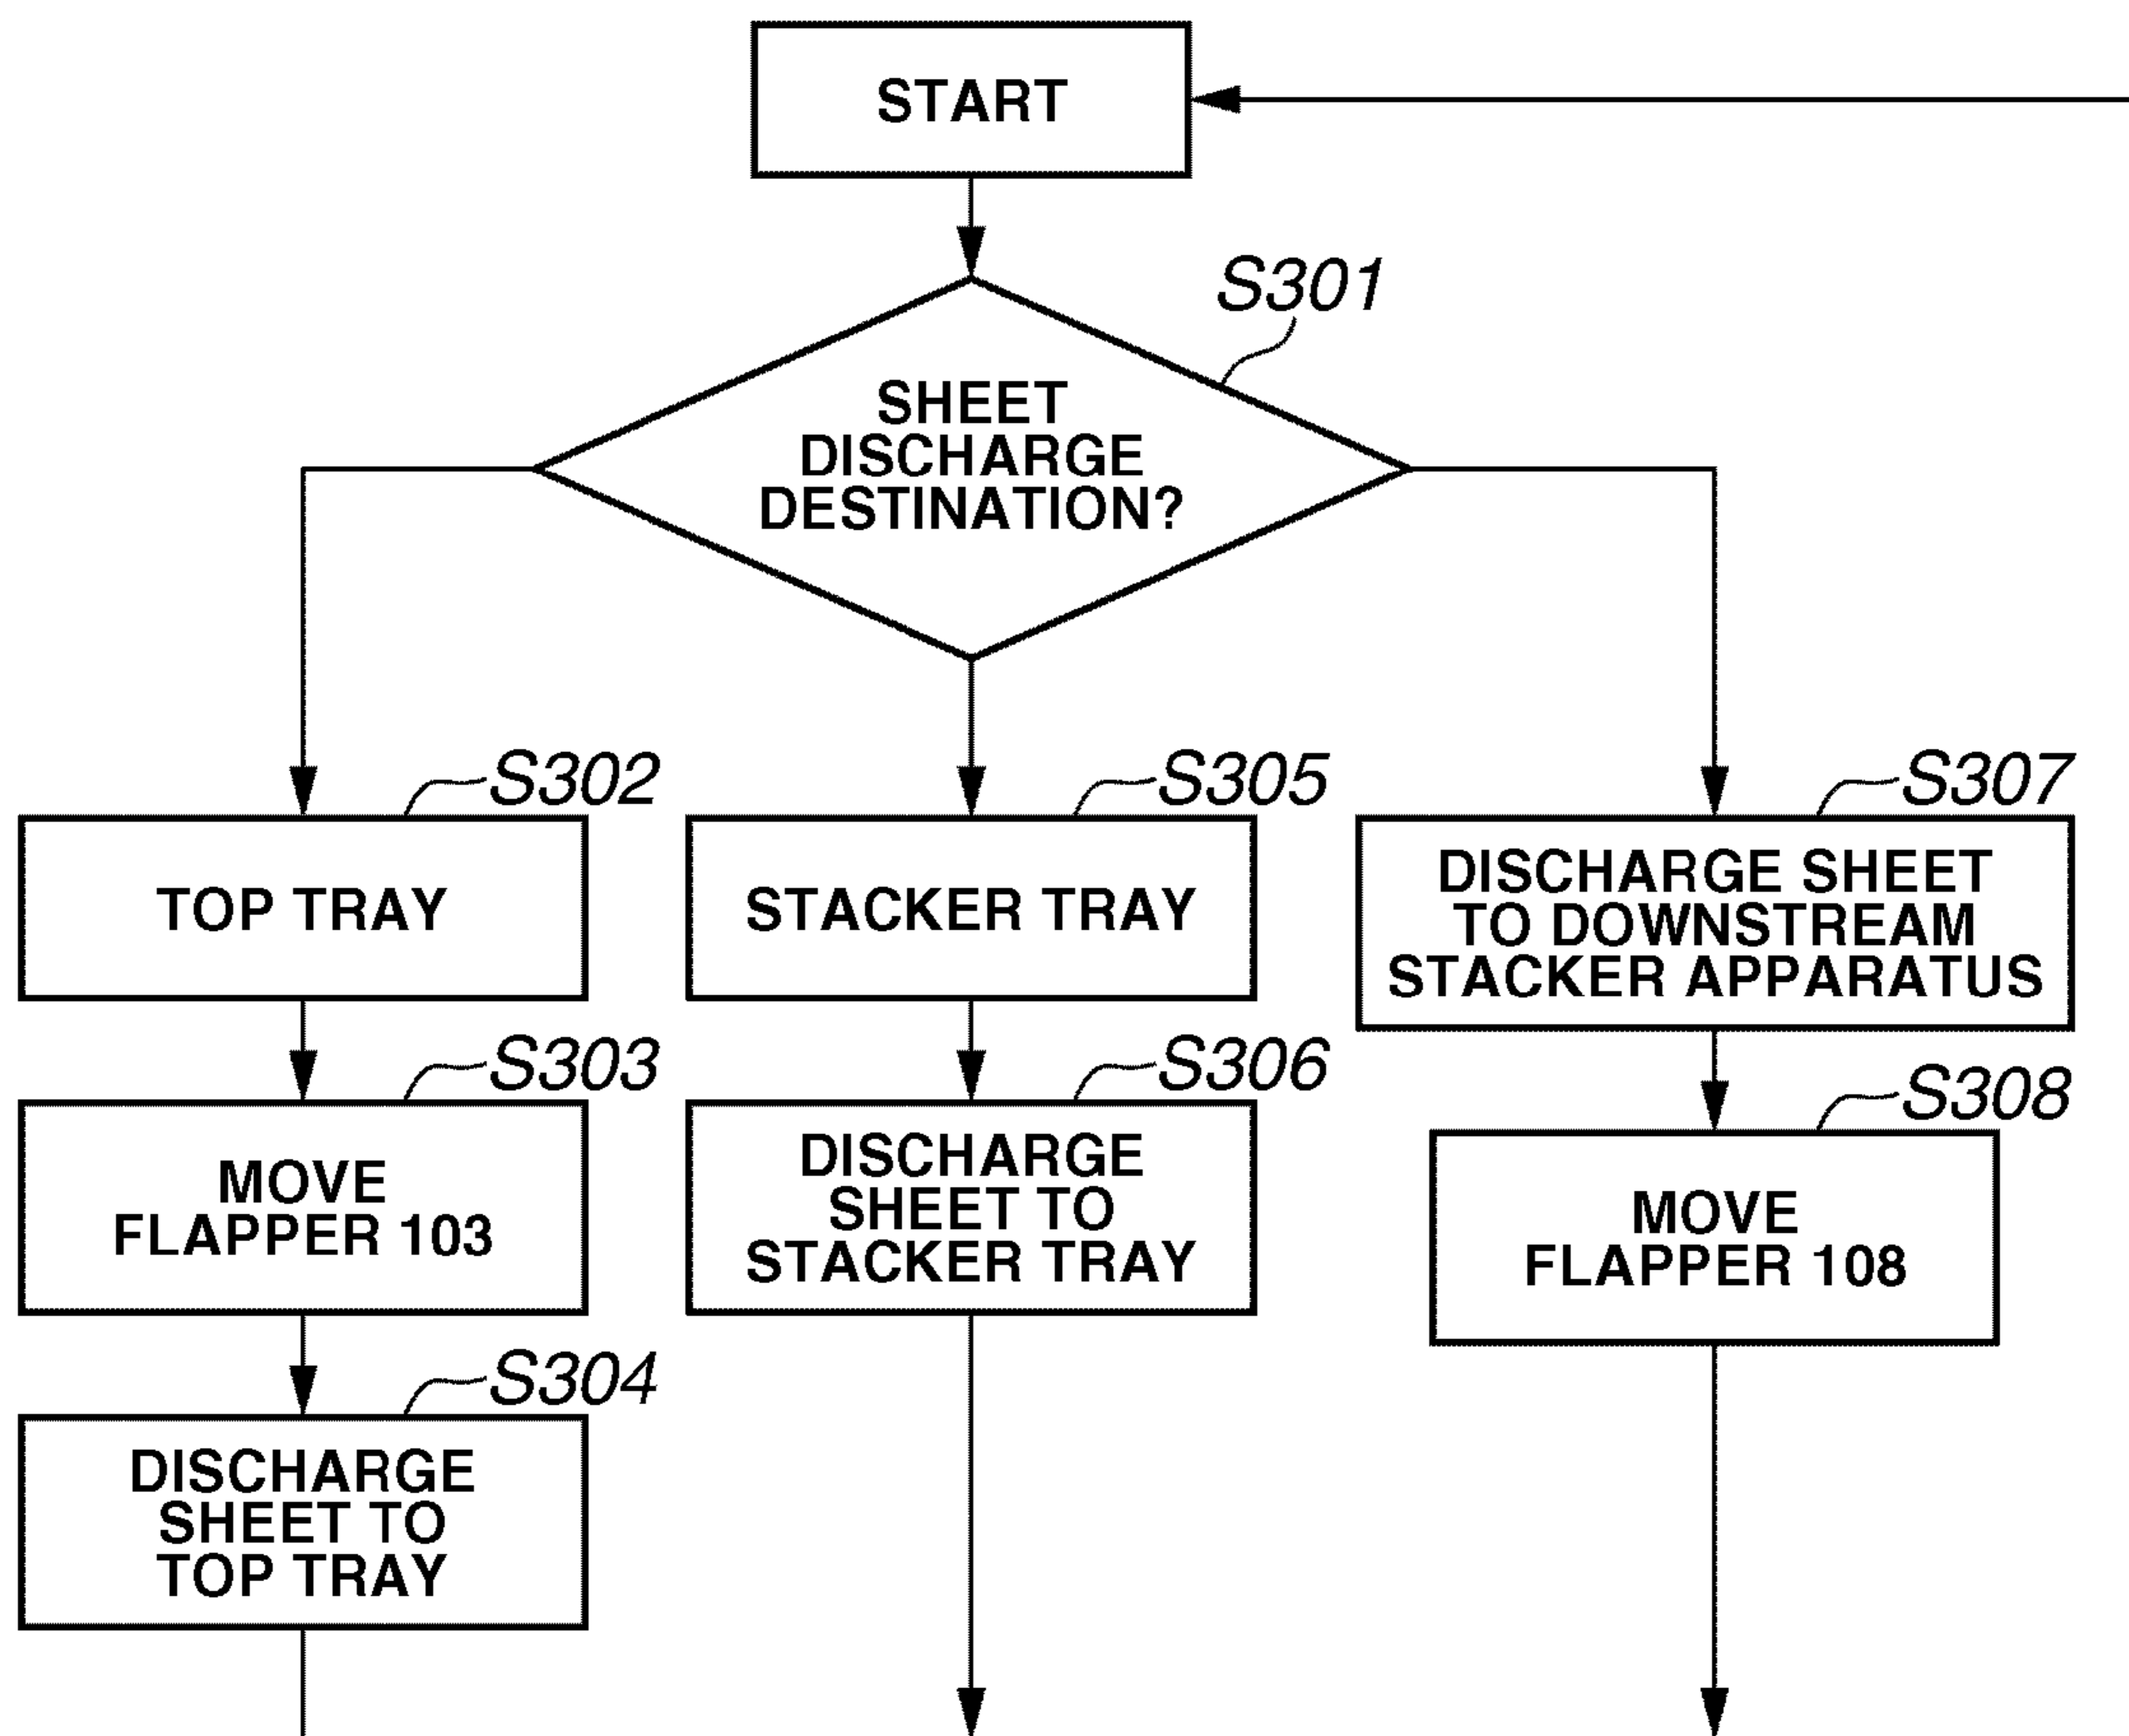 START
S301
SHEET
DISCHARGE
DESTINATION?
S302
TOP TRAY
S303
MOVE
FLAPPER 103
S304
DISCHARGE
SHEET TO
TOP TRAY
S305
STACKER TRAY
S306
DISCHARGE
SHEET TO
STACKER TRAY
S307
DISCHARGE SHEET
TO DOWNSTREAM
STACKER APPARATUS
S308
MOVE
FLAPPER 108